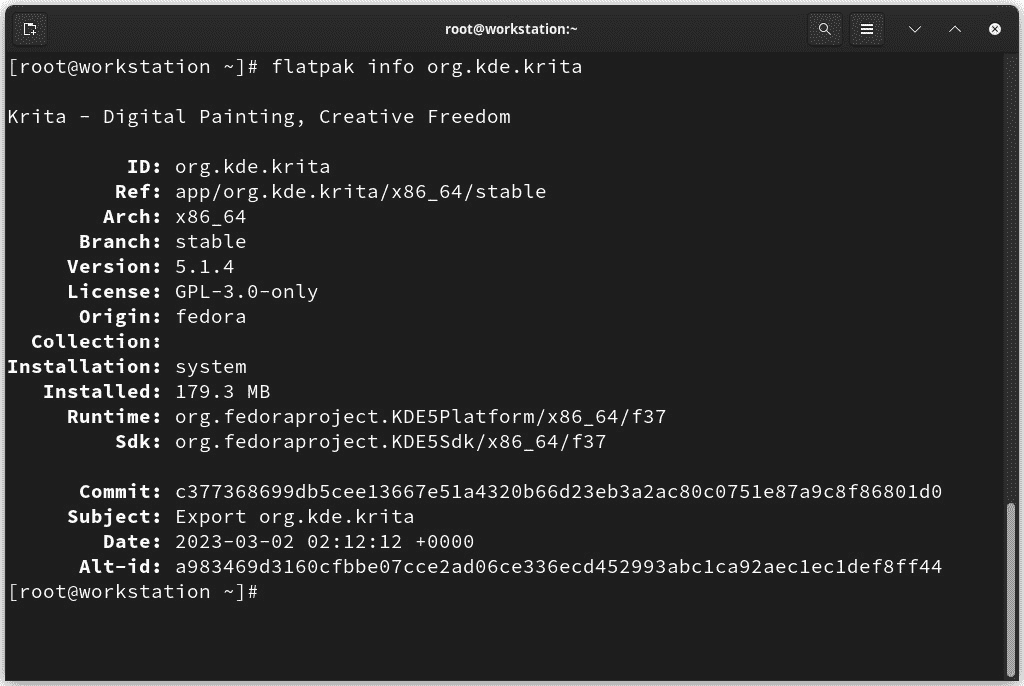 root@workstation:~
[root@workstation ~]# flatpak info org.kde.krita
Krita - Digital Painting, Creative Freedom
ID: org.kde.krita
Ref: app/org.kde.krita/x86_64/stable
Arch: x86_64
Branch: stable
Version: 5.1.4
License: GPL-3.0-only
Origin: fedora
Collection:
Installation: system
Installed: 179.3 MB
Runtime: org.fedoraproject.KDE5Platform/x86_64/f37
Sdk: org.fedoraproject.KDE5Sdk/x86_64/f37
Commit: c377368699db5cee13667e51a4320b66d23eb3a2ac80c0751e87a9c8f86801d0
Subject: Export org.kde.krita
Date: 2023-03-02 02:12:12 +0000
Alt-id: a983469d3160cfbbe07cce2ad06ce336ecd452993abc1ca92aec1ec1def8ff44
[root@workstation ~]#